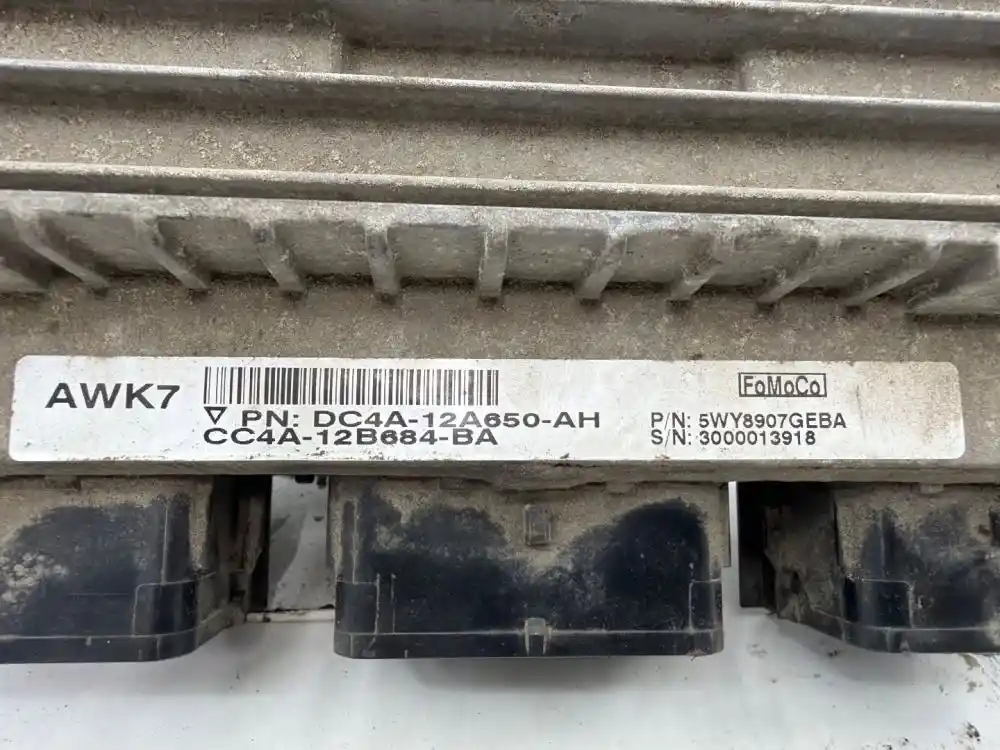 AWK7
PN: DC4A-12A650-AH
CC4A-12B684-BA
FoMoCo
P/N: 5WY8907GEBA
S/N: 3000013918